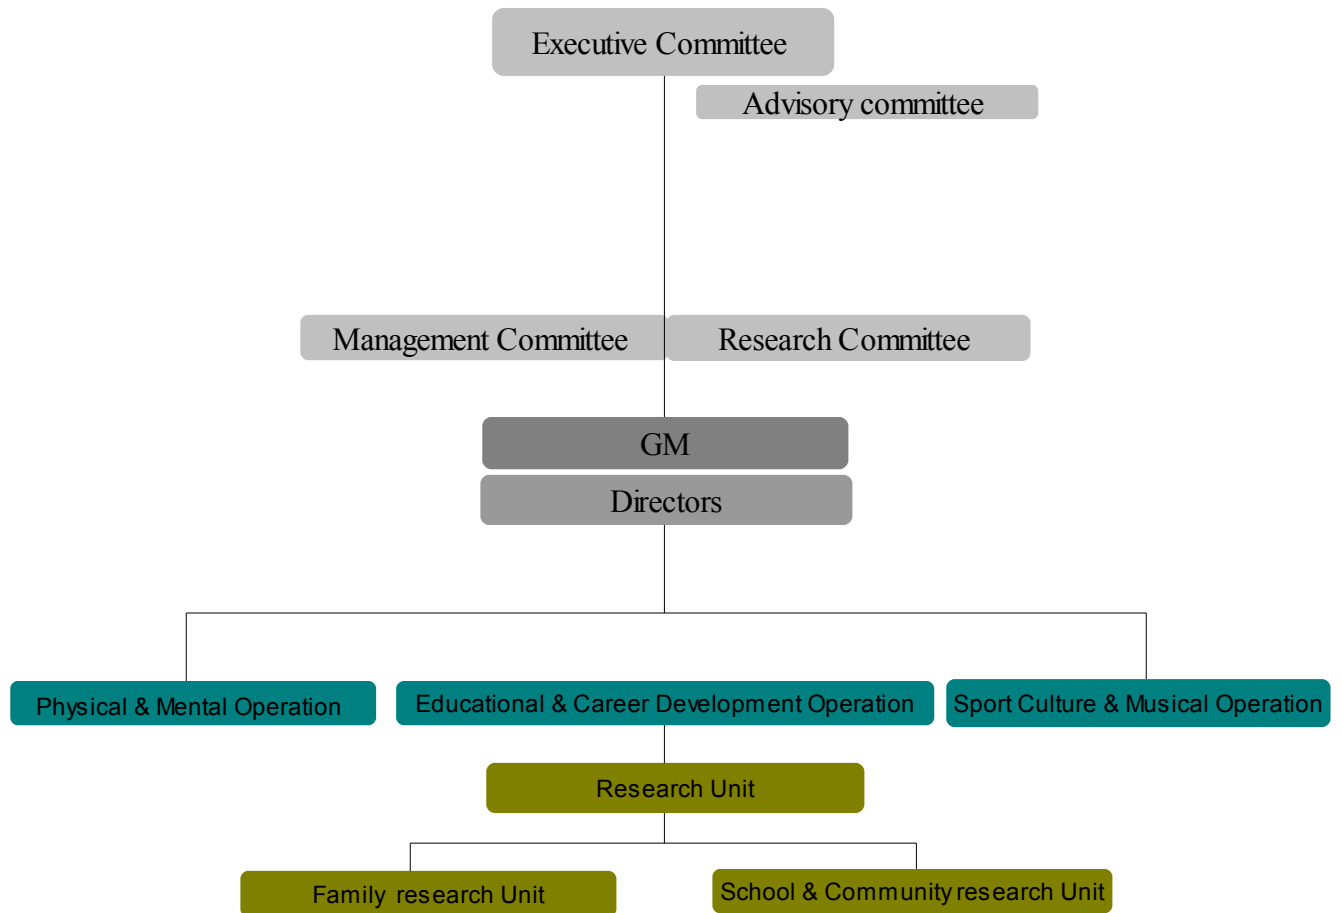 Executive Committee
Advisory committee
Management Committee
Research Committee
GM
Directors
Physical & Mental Operation
Educational & Career Development Operation
Sport Culture & Musical Operation
Research Unit
Family research Unit
School & Community research Unit